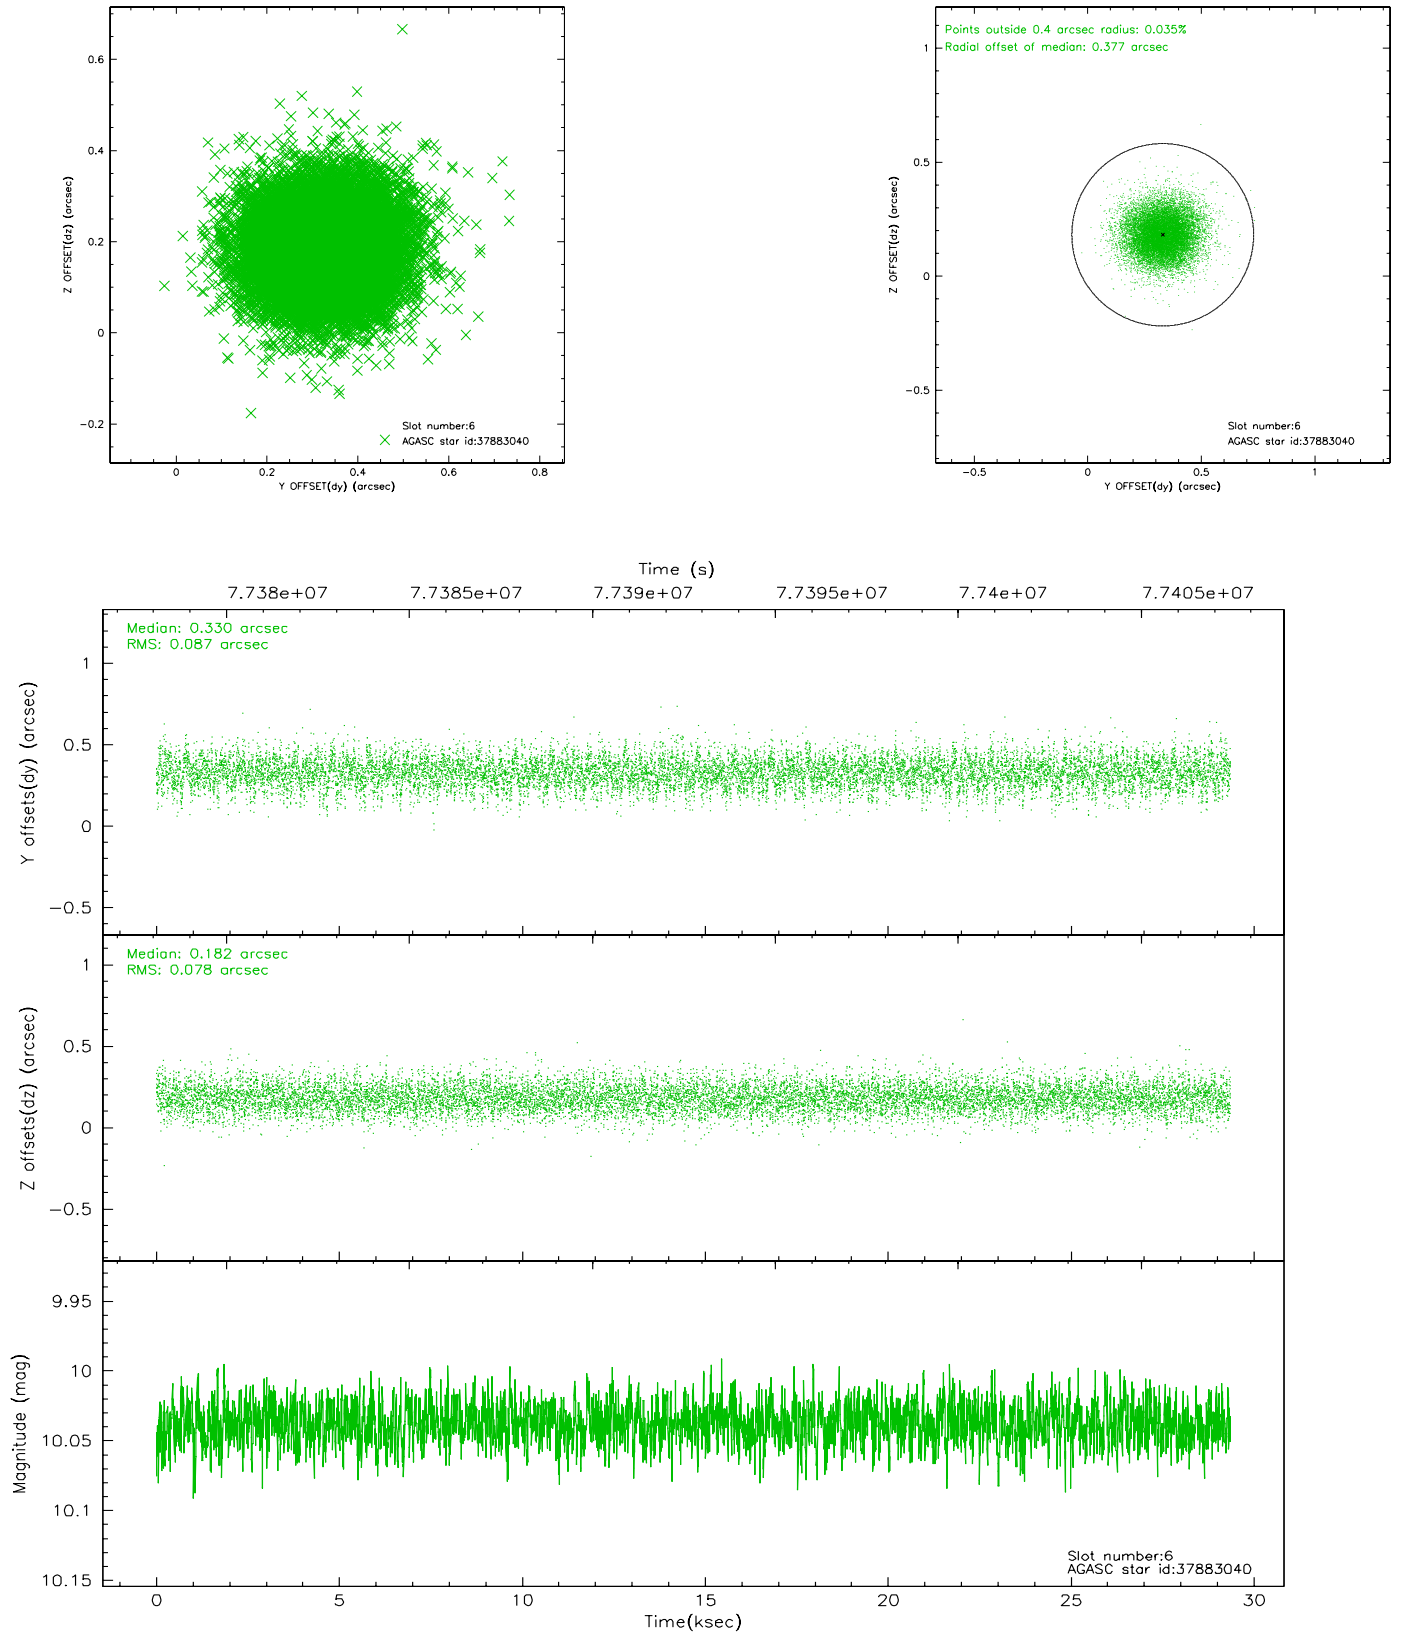 0.6
0.4
0.2
0
−0.2
Z OFFSET(dz) (arcsec)
0 0.2 0.4 0.6 0.8
Y OFFSET(dy) (arcsec)
Slot number:6
AGASC star id:37883040
Points outside 0.4 arcsec radius: 0.035%
Radial offset of median: 0.377 arcsec
1
0.5
0
−0.5
Z OFFSET(dz) (arcsec)
−0.5 0 0.5 1
Y OFFSET(dy) (arcsec)
Slot number:6
AGASC star id:37883040
Time (s)
7.738e+07 7.7385e+07 7.739e+07 7.7395e+07 7.74e+07 7.7405e+07
Median: 0.330 arcsec
RMS: 0.087 arcsec
1
0.5
0
−0.5
Y offsets(dy) (arcsec)
Median: 0.182 arcsec
RMS: 0.078 arcsec
1
0.5
0
−0.5
Z offsets(dz) (arcsec)
9.95
10
10.05
10.1
10.15
Magnitude (mag)
Slot number:6
AGASC star id:37883040
0 5 10 15 20 25 30
Time(ksec)